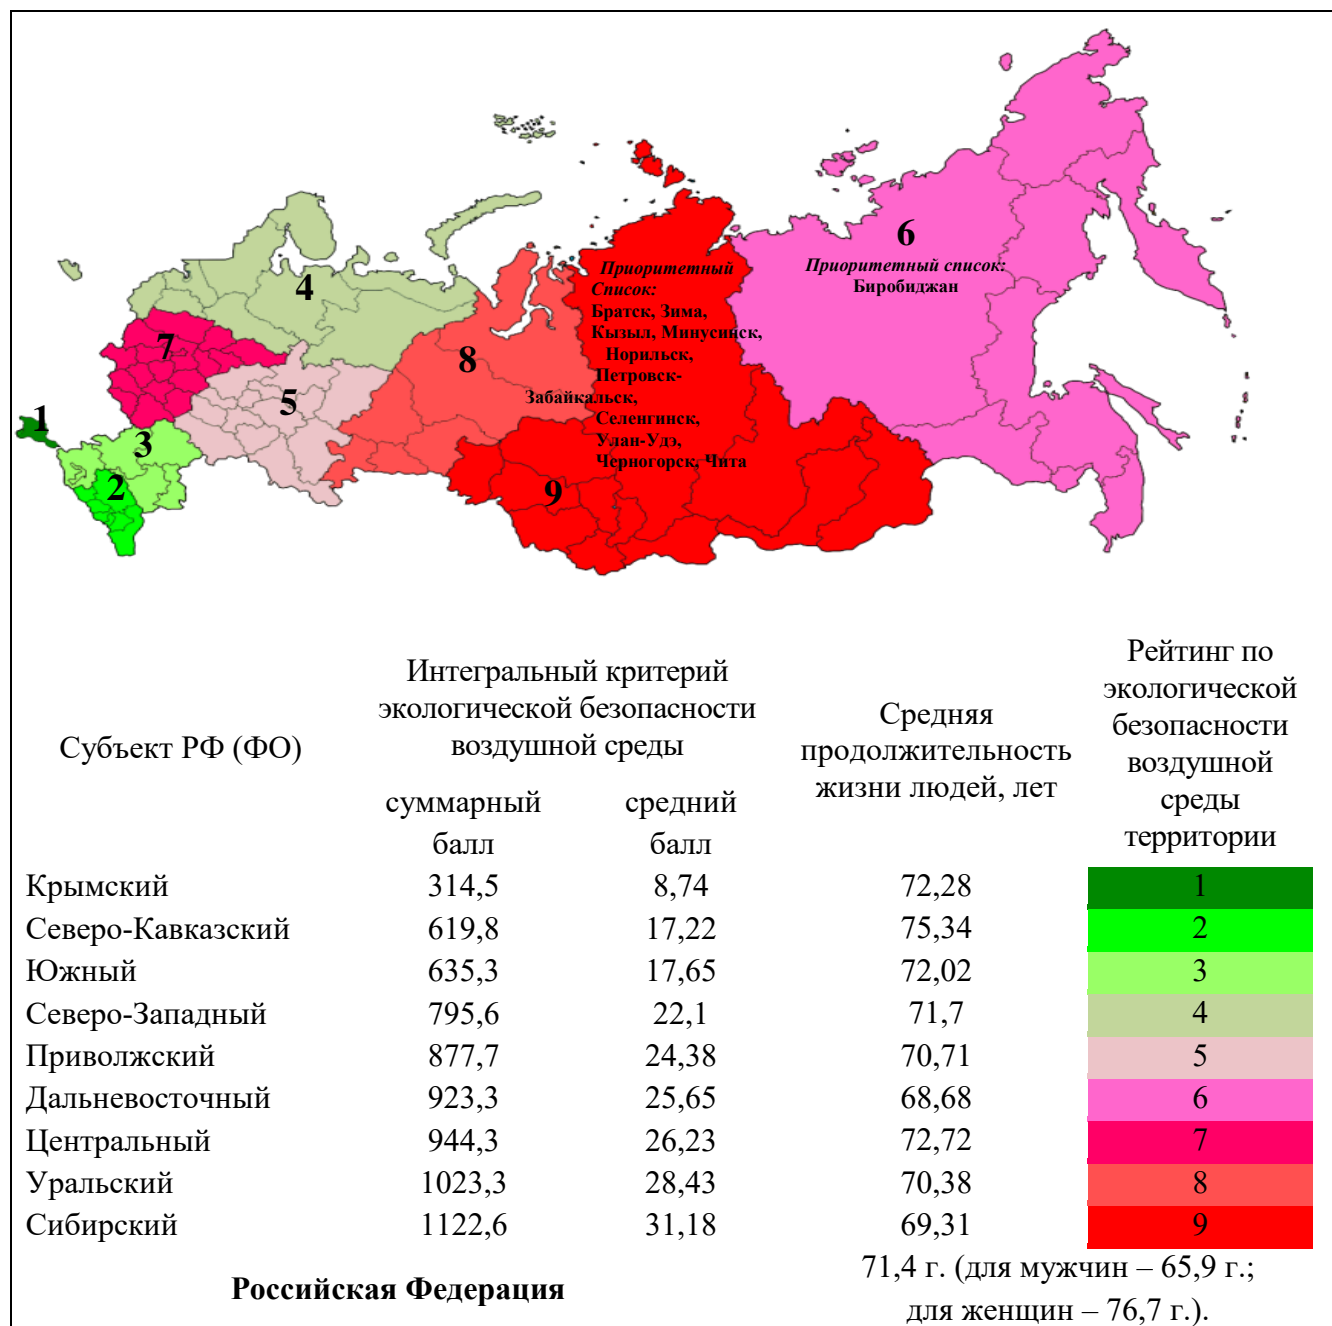 6
Приоритетный список:
Биробиджан
Приоритетный
Список:
Братск, Зима,
Кызыл, Минусинск,
Норильск,
Петровск-
Забайкальск,
Селенгинск,
Улан-Удэ,
Черногорск, Чита
4
7
8
5
1
3
2
9
Субъект РФ (ФО)
Интегральный критерий
экологической безопасности
воздушной среды
суммарный
балл
средний
балл
Средняя
продолжительность
жизни людей, лет
Рейтинг по
экологической
безопасности
воздушной
среды
территории
Крымский 314,5 8,74 72,28 1
Северо-Кавказский 619,8 17,22 75,34 2
Южный 635,3 17,65 72,02 3
Северо-Западный 795,6 22,1 71,7 4
Приволжский 877,7 24,38 70,71 5
Дальневосточный 923,3 25,65 68,68 6
Центральный 944,3 26,23 72,72 7
Уральский 1023,3 28,43 70,38 8
Сибирский 1122,6 31,18 69,31 9
Российская Федерация
71,4 г. (для мужчин – 65,9 г.;
для женщин – 76,7 г.).